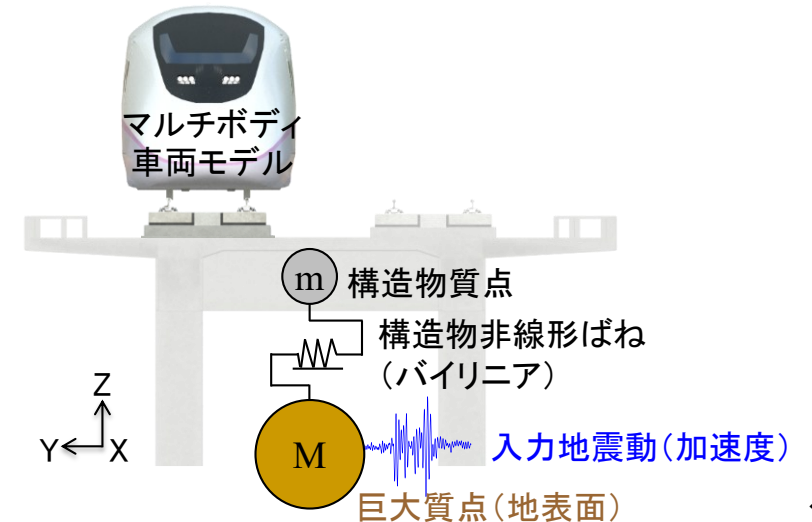 マルチボディ
車両モデル
m
構造物質点
構造物非線形ばね
（バイリニア）
Z
Y
X
M
入力地震動（加速度）
巨大質点（地表面）